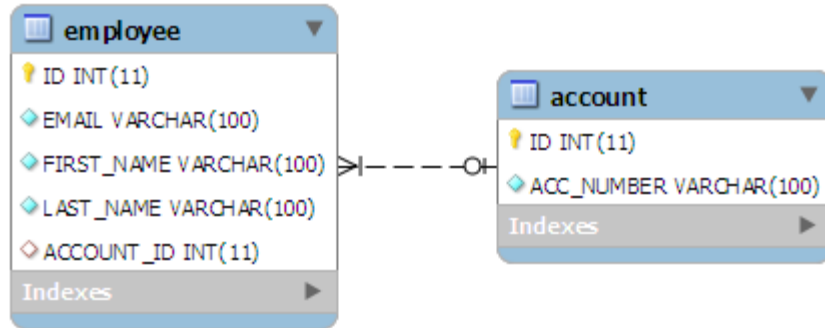 employee
ID INT(11)
EMAIL VARCHAR(100)
FIRST_NAME VARCHAR(100)
LAST_NAME VARCHAR(100)
ACCOUNT_ID INT(11)
Indexes
account
ID INT(11)
ACC_NUMBER VARCHAR(100)
Indexes